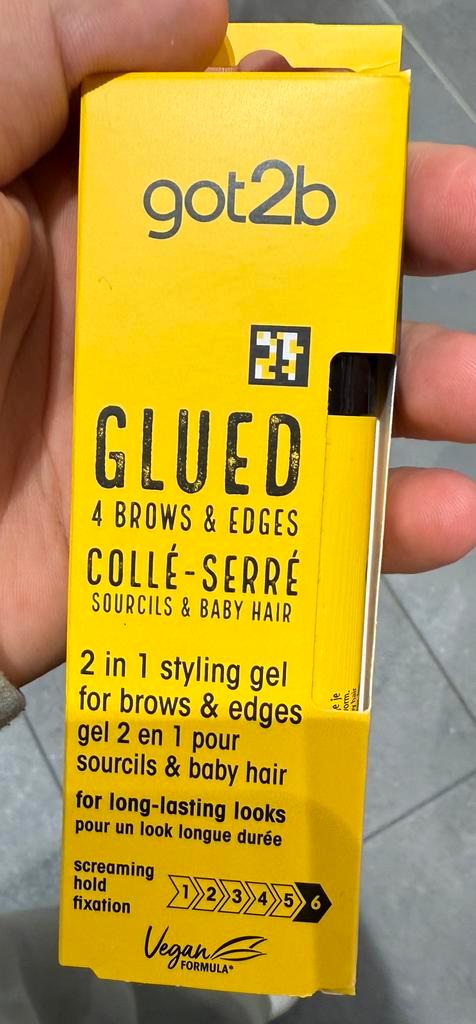 got2b
GLUED
4 BROWS & EDGES
COLLÉ-SERRÉ
SOURCILS & BABY HAIR
2 in 1 styling gel
for brows & edges
gel 2 en 1 pour
sourcils & baby hair
for long-lasting looks
pour un look longue durée
screaming
hold
fixation
1 2 3 4 5 6
Vegan
FORMULA*